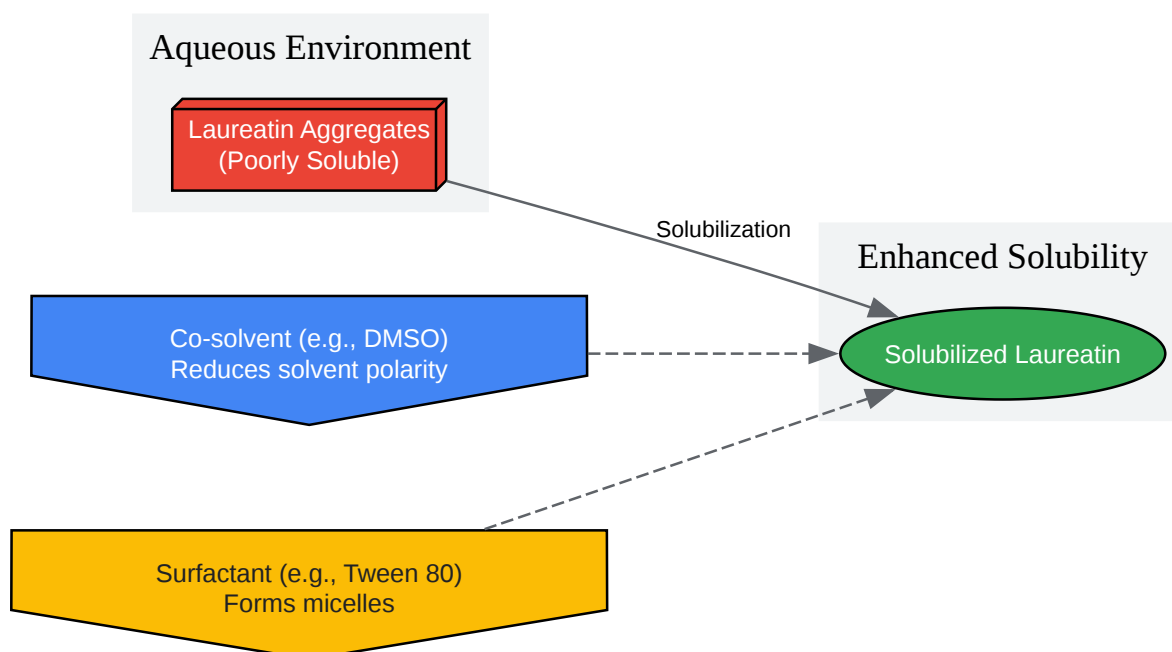 Aqueous Environment
Laureatin Aggregates
(Poorly Soluble)
Solubilization
Enhanced Solubility
Solubilized Laureatin
Co-solvent (e.g., DMSO)
Reduces solvent polarity
Surfactant (e.g., Tween 80)
Forms micelles